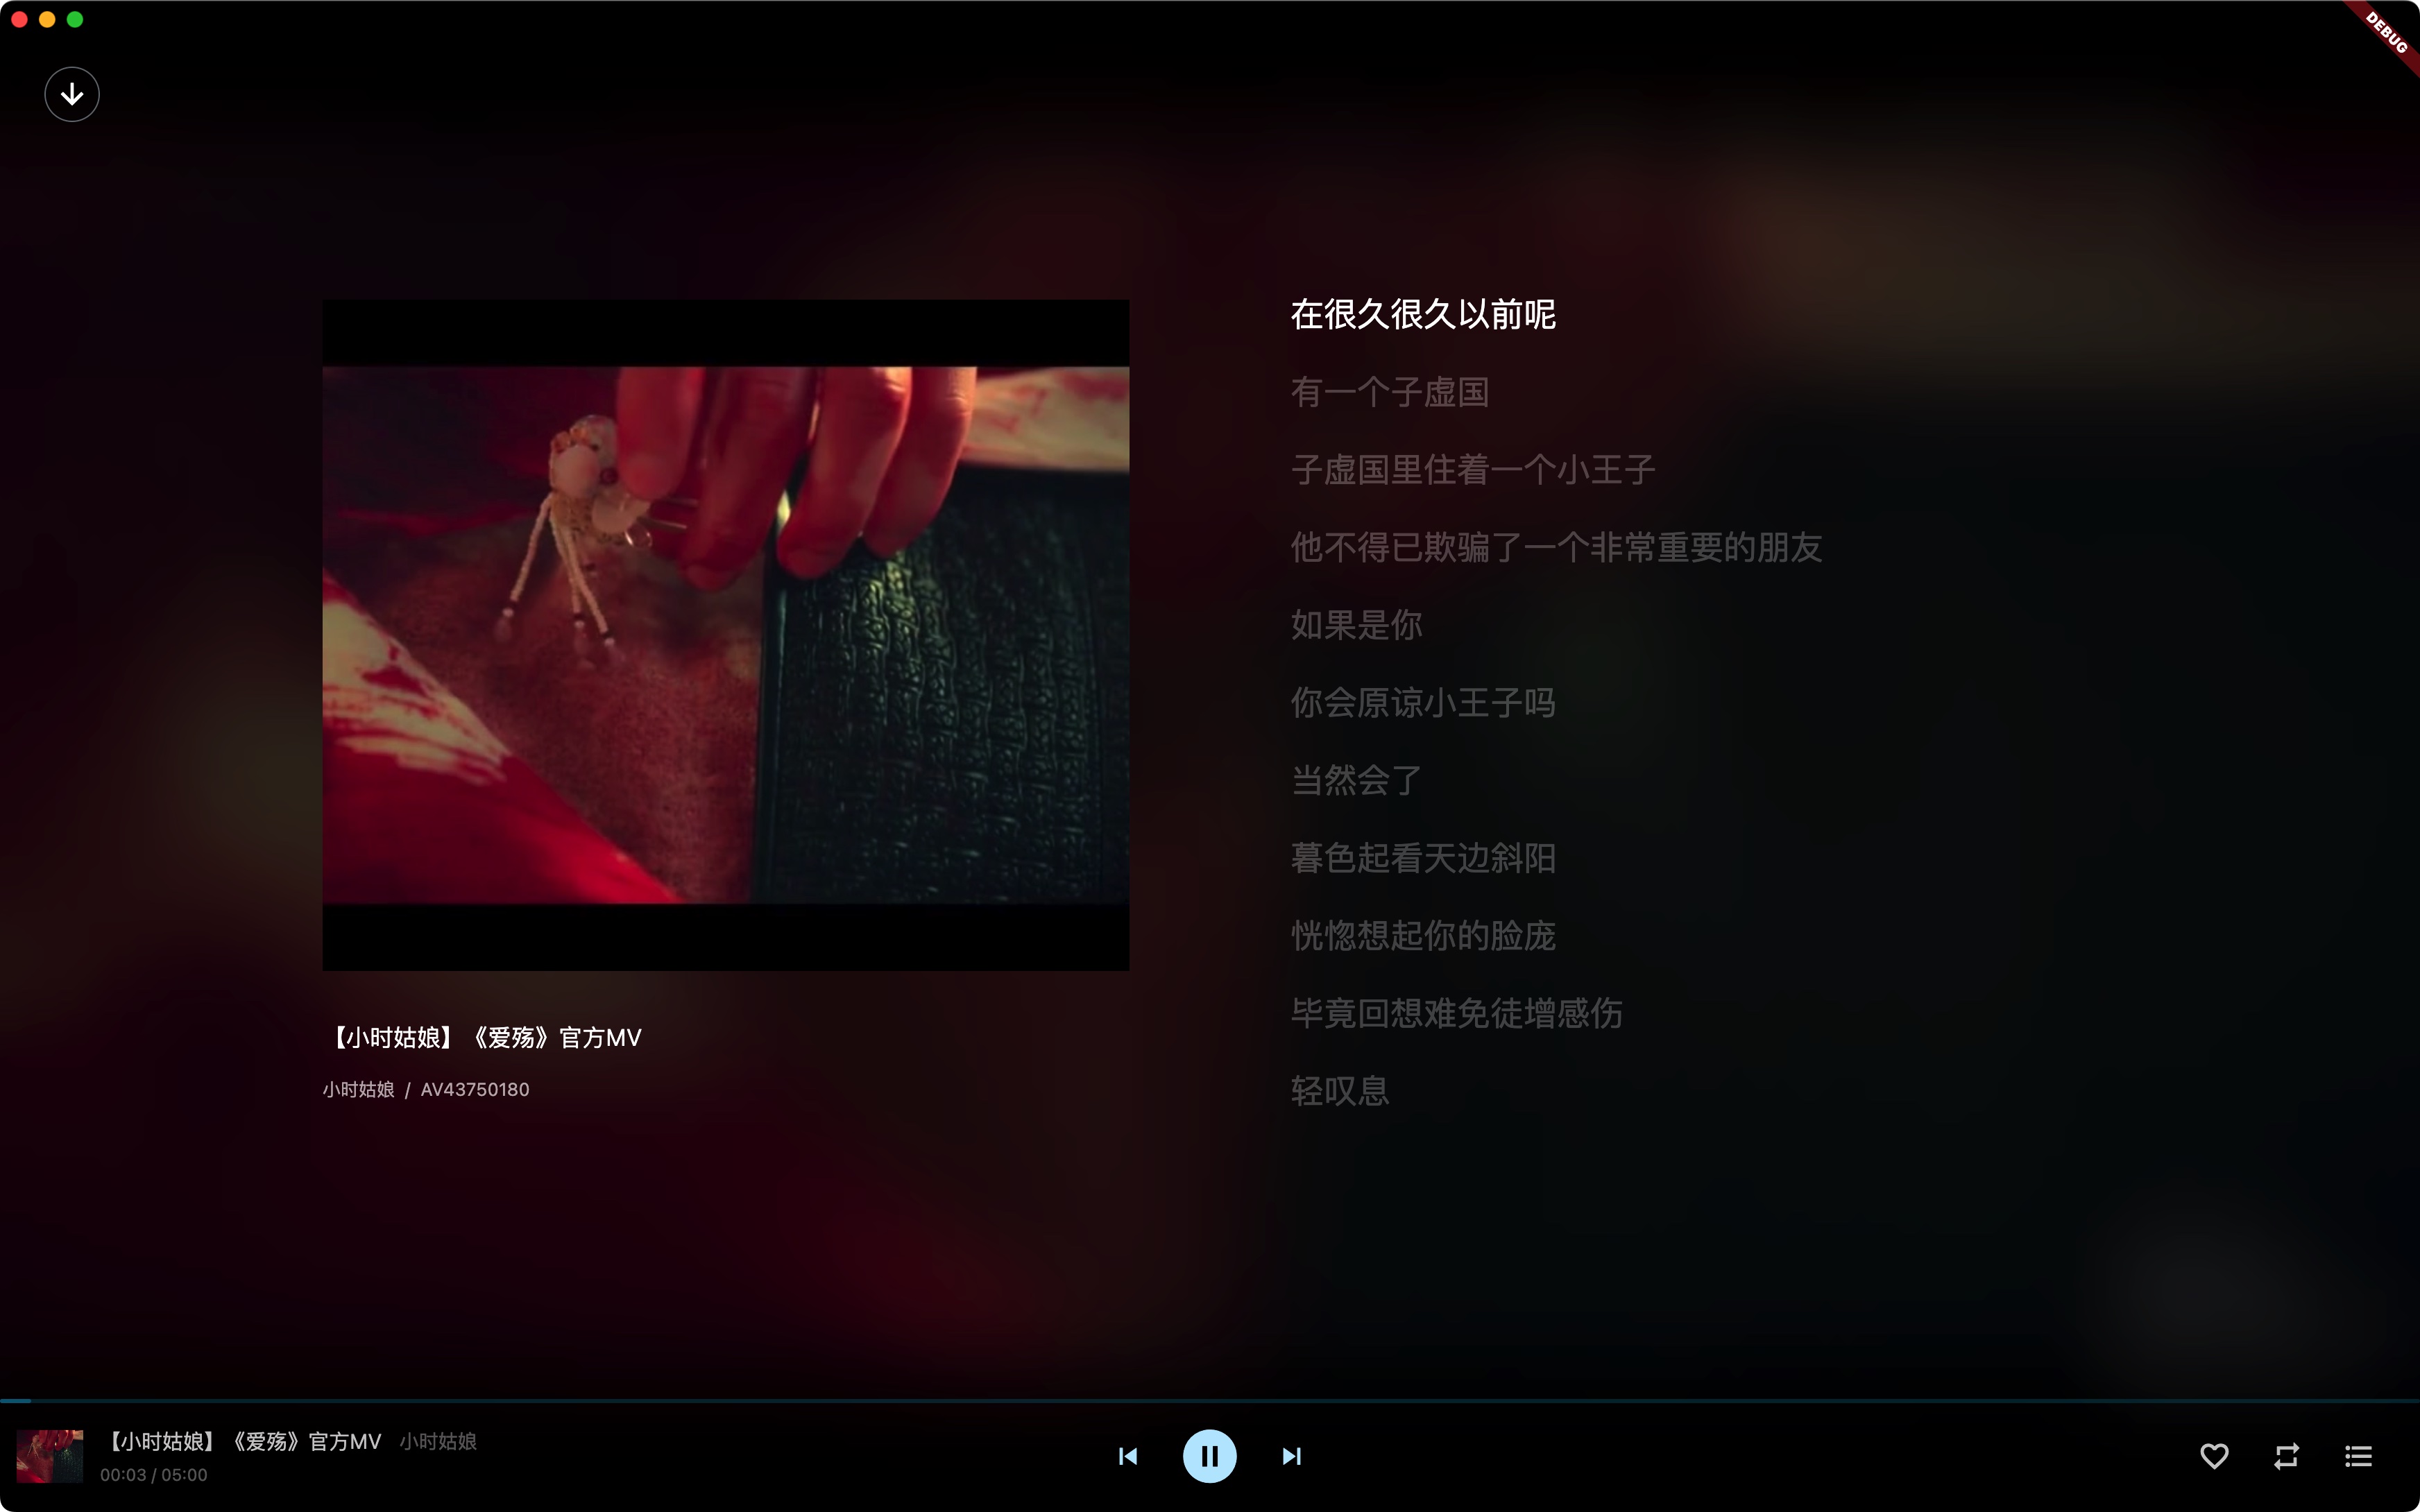 DEBUG
在很久很久以前呢
有一个子虚国
子虚国里住着一个小王子
他不得已欺骗了一个非常重要的朋友
如果是你
你会原谅小王子吗
当然会了
暮色起看天边斜阳
恍惚想起你的脸庞
毕竟回想难免徒增感伤
轻叹息
【小时姑娘】《爱殇》官方MV
小时姑娘 / AV43750180
【小时姑娘】《爱殇》官方MV 小时姑娘
00:03 / 05:00